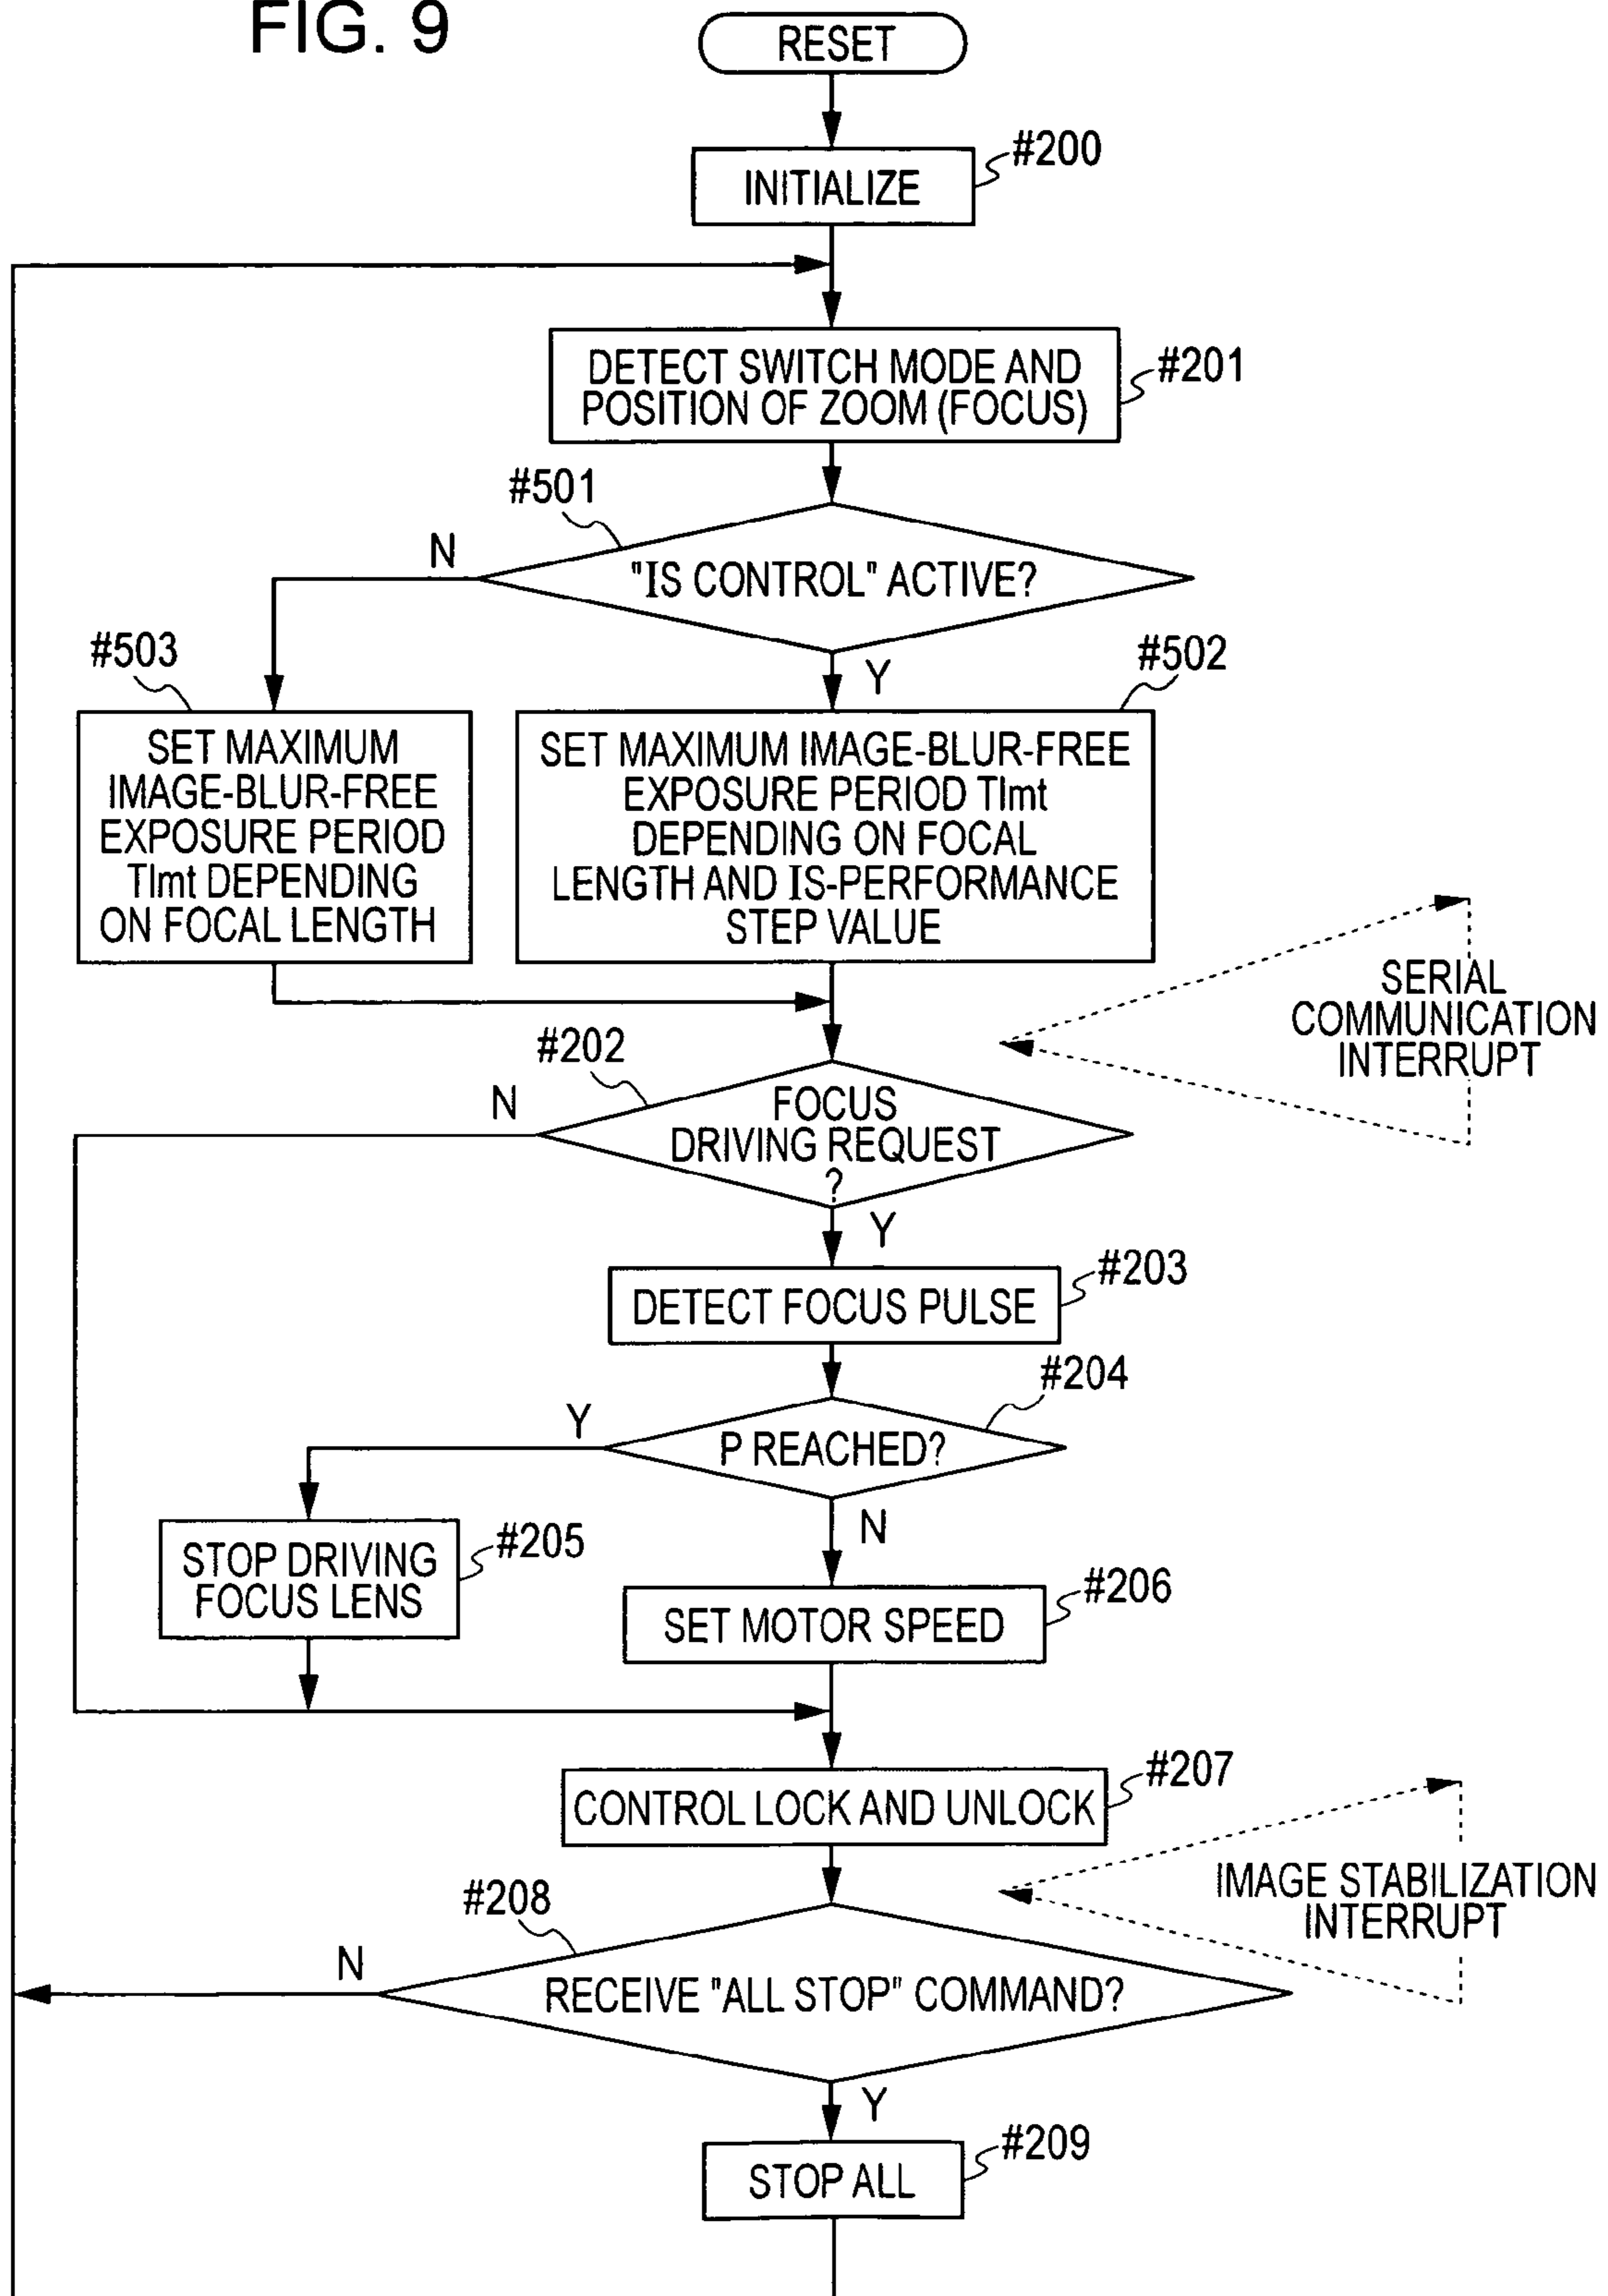 FIG. 9
RESET
#200
INITIALIZE
#201
DETECT SWITCH MODE AND
POSITION OF ZOOM (FOCUS)
#501
N
"IS CONTROL" ACTIVE?
Y
#503
#502
SET MAXIMUM
IMAGE-BLUR-FREE
EXPOSURE PERIOD
TImt DEPENDING
ON FOCAL LENGTH
SET MAXIMUM IMAGE-BLUR-FREE
EXPOSURE PERIOD TImt
DEPENDING ON FOCAL
LENGTH AND IS-PERFORMANCE
STEP VALUE
SERIAL
COMMUNICATION
INTERRUPT
#202
N
FOCUS
DRIVING REQUEST
?
Y
#203
DETECT FOCUS PULSE
#204
Y
P REACHED?
N
#205
STOP DRIVING
FOCUS LENS
#206
SET MOTOR SPEED
#207
CONTROL LOCK AND UNLOCK
IMAGE STABILIZATION
INTERRUPT
#208
N
RECEIVE "ALL STOP" COMMAND?
Y
#209
STOP ALL